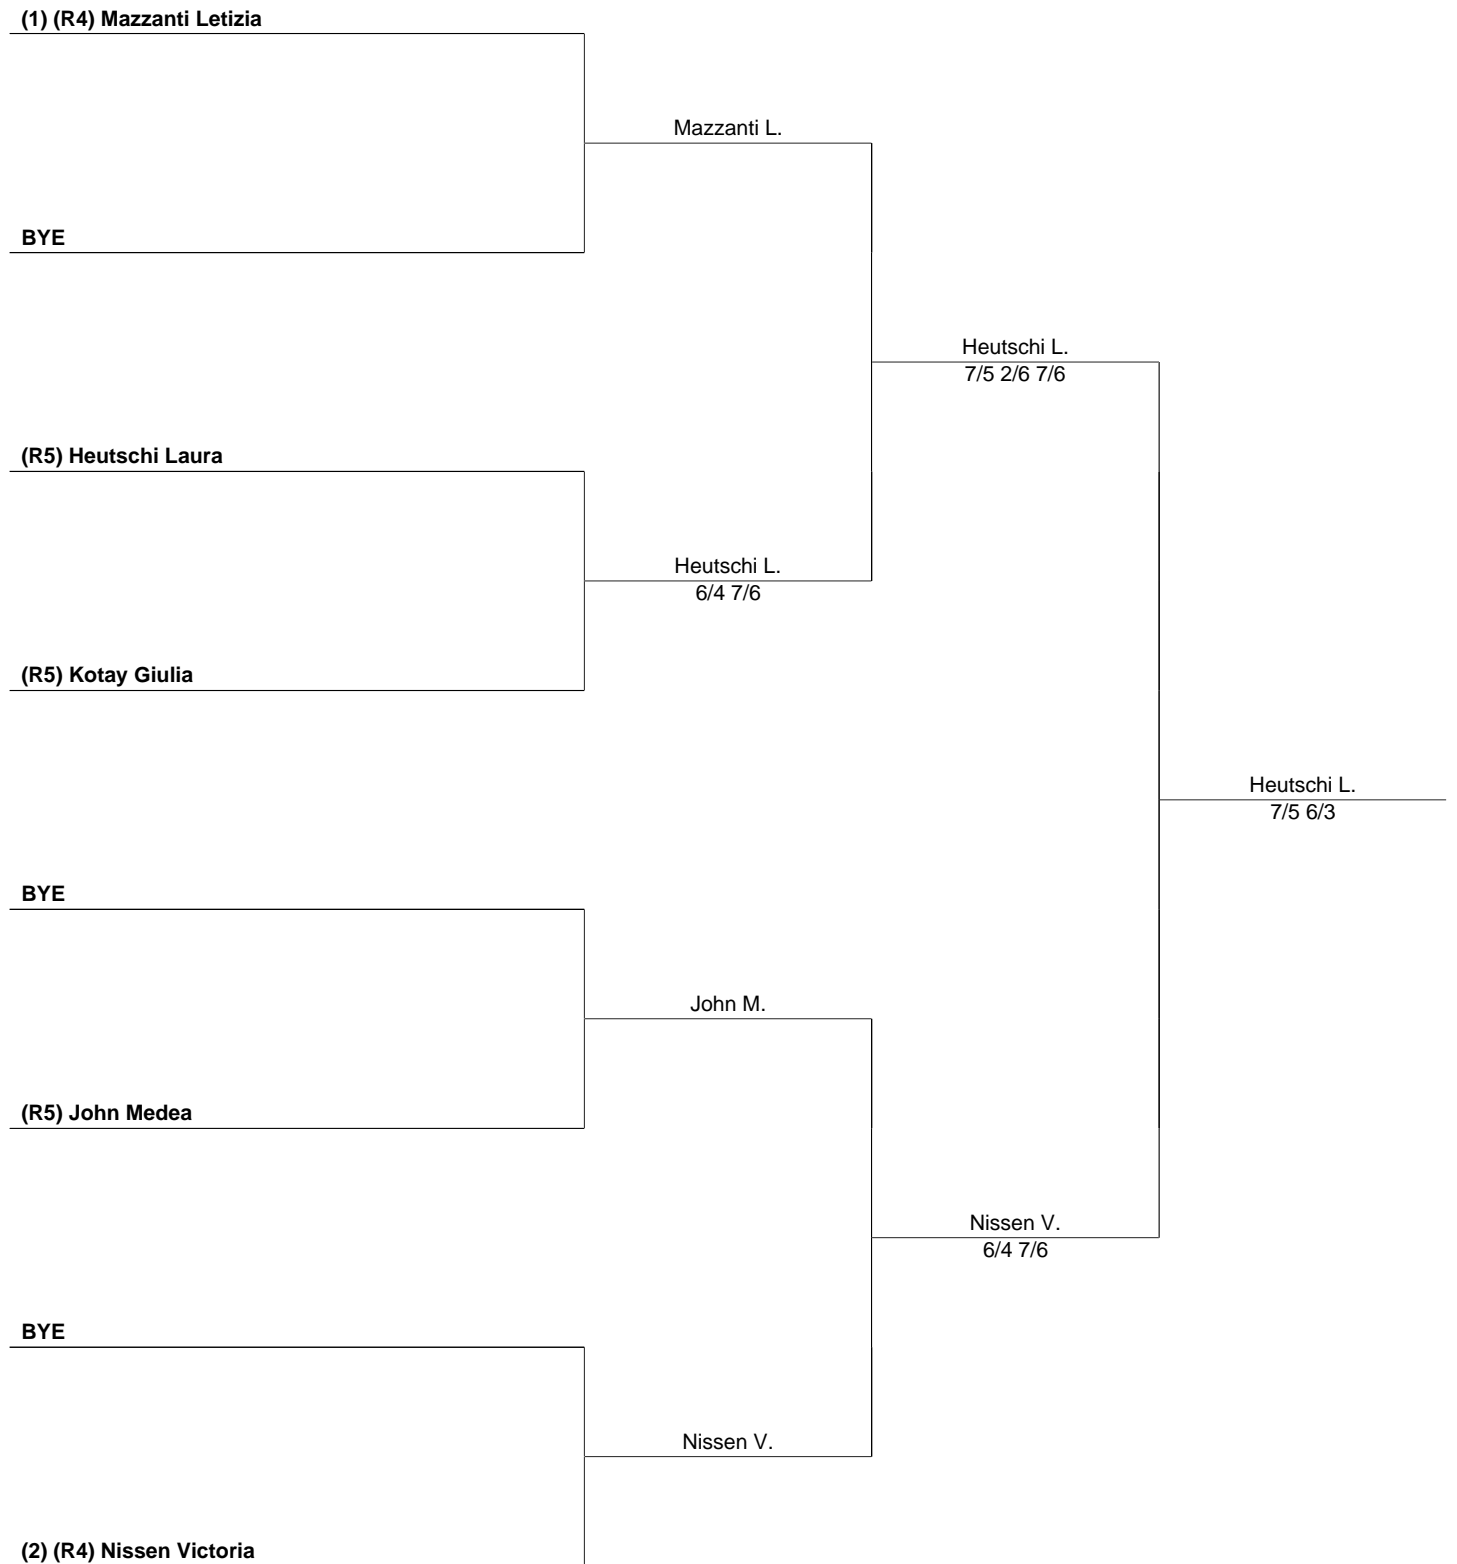 (1) (R4) Mazzanti Letizia
Mazzanti L.
BYE
Heutschi L.
7/5 2/6 7/6
(R5) Heutschi Laura
Heutschi L.
6/4 7/6
(R5) Kotay Giulia
Heutschi L.
7/5 6/3
BYE
John M.
(R5) John Medea
Nissen V.
6/4 7/6
BYE
Nissen V.
(2) (R4) Nissen Victoria